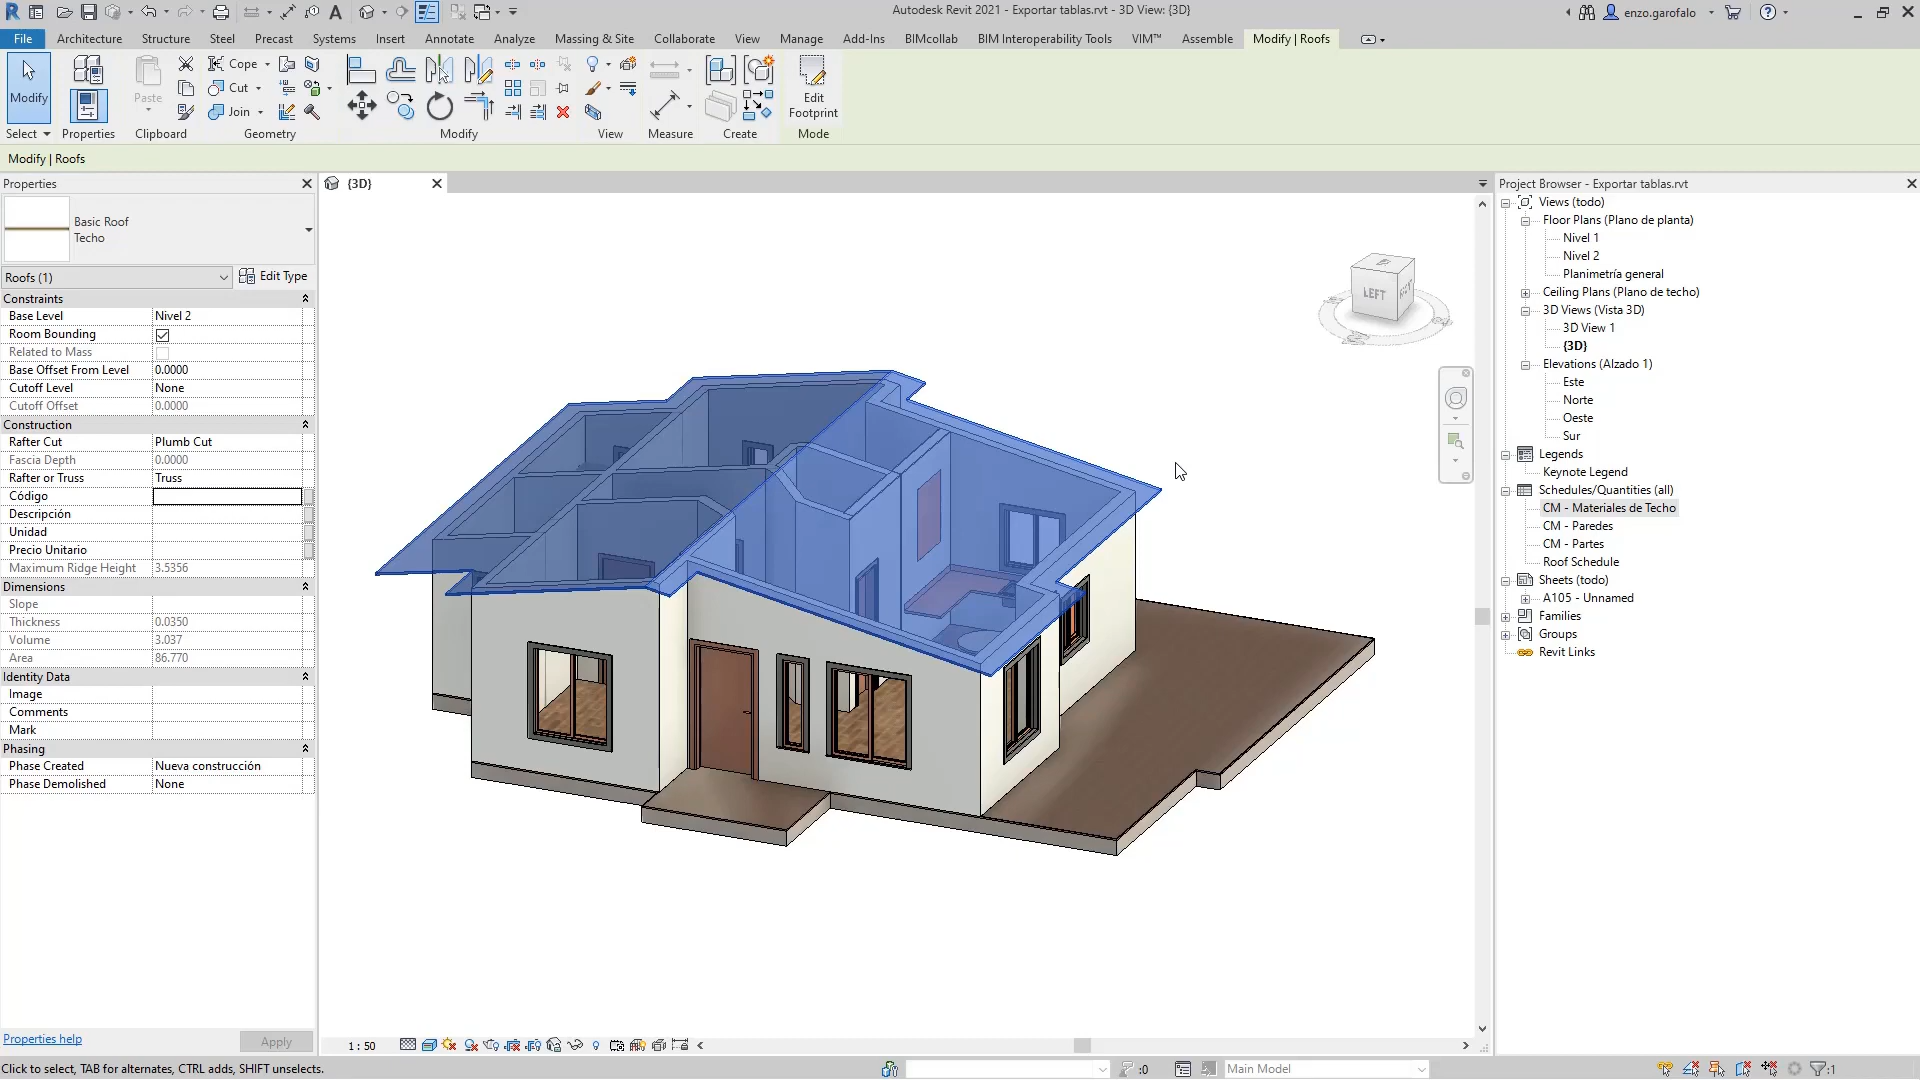 Autodesk Revit 2021 - Exportar tablas.rvt - 3D View: {3D}
enzo.garofalo
File Architecture Structure Steel Precast Systems Insert Annotate Analyze Massing & Site Collaborate View Manage Add-Ins BIMcollab BIM Interoperability Tools VIM™ Assemble Modify | Roofs
Modify
Paste
Cope
Cut
Join
Edit
Footprint
Select Properties Clipboard Geometry Modify View Measure Create Mode
Modify | Roofs
Properties
Basic Roof
Techo
Roofs (1) Edit Type
Constraints
Base Level Nivel 2
Room Bounding
Related to Mass
Base Offset From Level 0.0000
Cutoff Level None
Cutoff Offset 0.0000
Construction
Rafter Cut Plumb Cut
Fascia Depth 0.0000
Rafter or Truss Truss
Código
Descripción
Unidad
Precio Unitario
Maximum Ridge Height 3.5356
Dimensions
Slope
Thickness 0.0350
Volume 3.037
Area 86.770
Identity Data
Image
Comments
Mark
Phasing
Phase Created Nueva construcción
Phase Demolished None
Properties help Apply
{3D}
LEFT
1 : 50
Project Browser - Exportar tablas.rvt
Views (todo)
Floor Plans (Plano de planta)
Nivel 1
Nivel 2
Planimetría general
Ceiling Plans (Plano de techo)
3D Views (Vista 3D)
3D View 1
{3D}
Elevations (Alzado 1)
Este
Norte
Oeste
Sur
Legends
Keynote Legend
Schedules/Quantities (all)
CM - Materiales de Techo
CM - Paredes
CM - Partes
Roof Schedule
Sheets (todo)
A105 - Unnamed
Families
Groups
Revit Links
Click to select, TAB for alternates, CTRL adds, SHIFT unselects. :0 Main Model :1